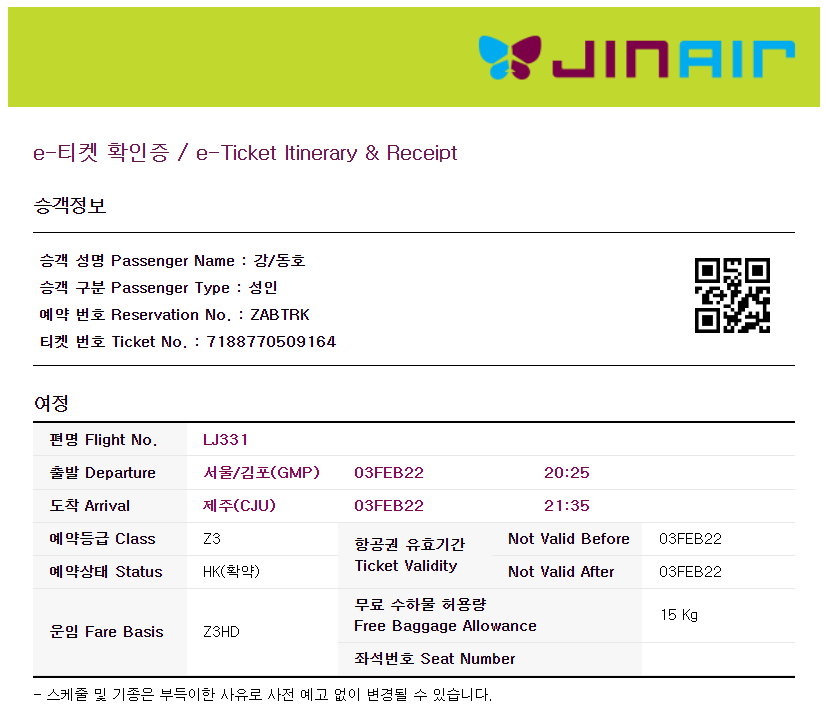 JINAIR
e-티켓 확인증 / e-Ticket Itinerary & Receipt
승객정보
승객 성명 Passenger Name : 강/동호
승객 구분 Passenger Type : 성인
예약 번호 Reservation No. : ZABTRK
티켓 번호 Ticket No. : 7188770509164
여정
편명 Flight No. LJ331
출발 Departure 서울/김포(GMP) 03FEB22 20:25
도착 Arrival 제주(CJU) 03FEB22 21:35
예약등급 Class Z3 항공권 유효기간 Ticket Validity Not Valid Before 03FEB22
예약상태 Status HK(확약) Not Valid After 03FEB22
운임 Fare Basis Z3HD 무료 수하물 허용량 Free Baggage Allowance 15 Kg
좌석번호 Seat Number
- 스케줄 및 기종은 부득이한 사유로 사전 예고 없이 변경될 수 있습니다.